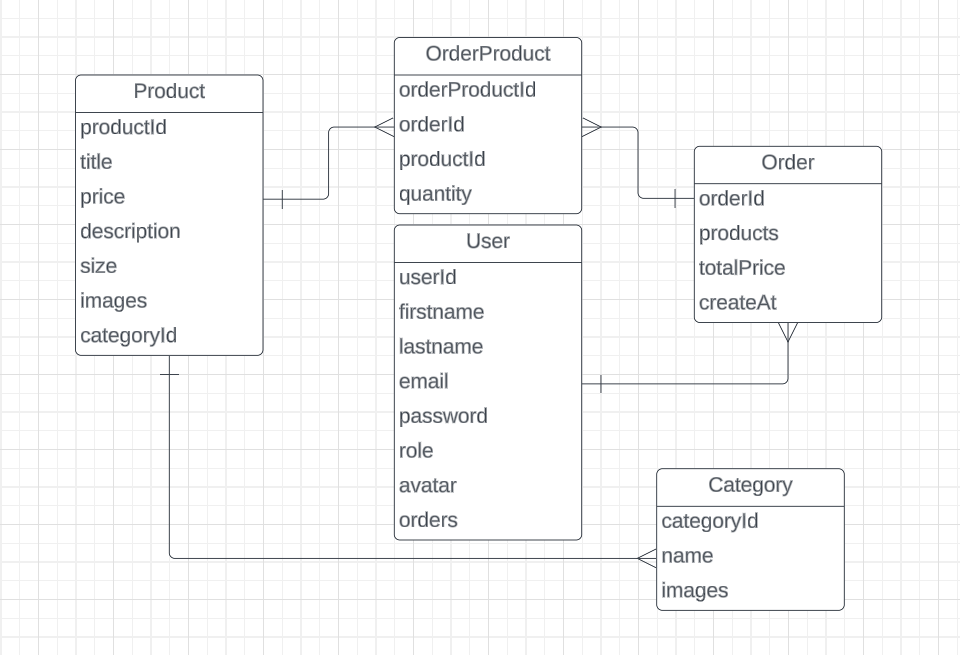 Product
productId
title
price
description
size
images
categoryId
OrderProduct
orderProductId
orderId
productId
quantity
User
userId
firstname
lastname
email
password
role
avatar
orders
Order
orderId
products
totalPrice
createAt
Category
categoryId
name
images